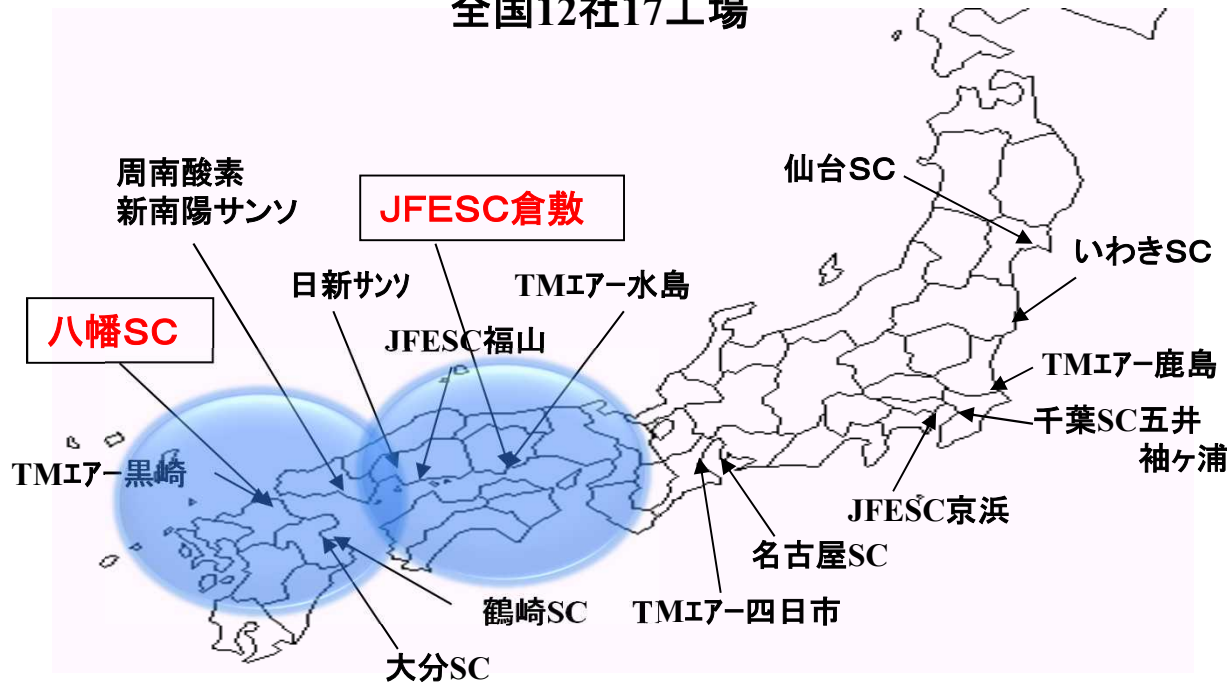 全国12社17工場
周南酸素
新南陽サンソ
JFESC倉敷
仙台SC
いわきSC
日新サンソ
TMエアー水島
八幡SC
JFESC福山
TMエアー鹿島
千葉SC五井
袖ヶ浦
TMエアー黒崎
JFESC京浜
名古屋SC
鶴崎SC
TMエアー四日市
大分SC